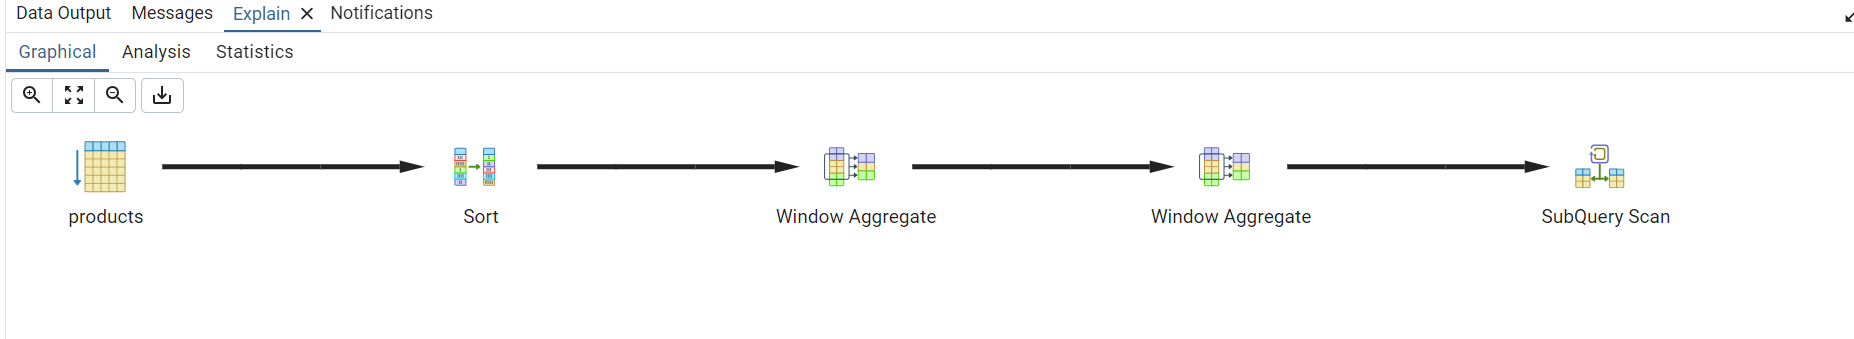 Data Output Messages Explain Notifications
Graphical Analysis Statistics
products Sort Window Aggregate Window Aggregate SubQuery Scan